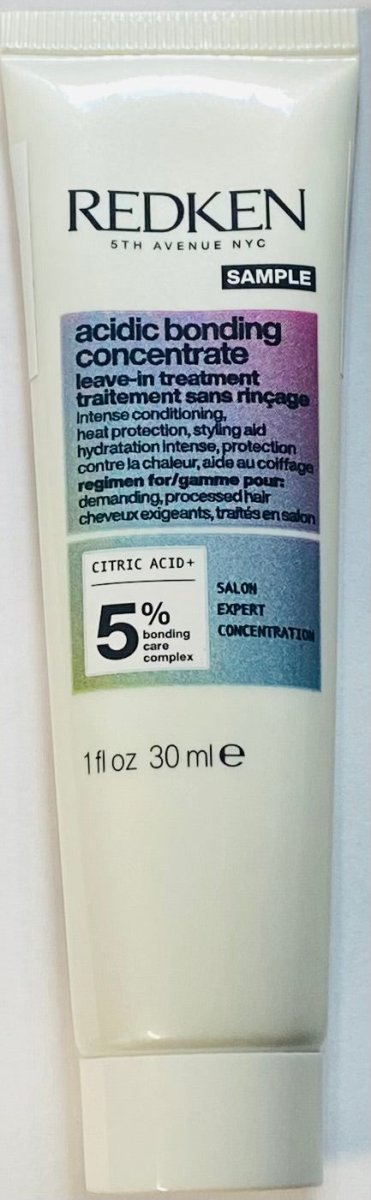 REDKEN
5TH AVENUE NYC
SAMPLE
acidic bonding
concentrate
leave-in treatment
traitement sans rinçage
intense conditioning,
heat protection, styling aid
hydratation intense, protection
contre la chaleur, aide au coiffage
regimen for/gamme pour:
demanding, processed hair
cheveux exigeants, traités en salon
CITRIC ACID+
5%
bonding
care
complex
SALON
EXPERT
CONCENTRATION
1 fl oz 30 ml e